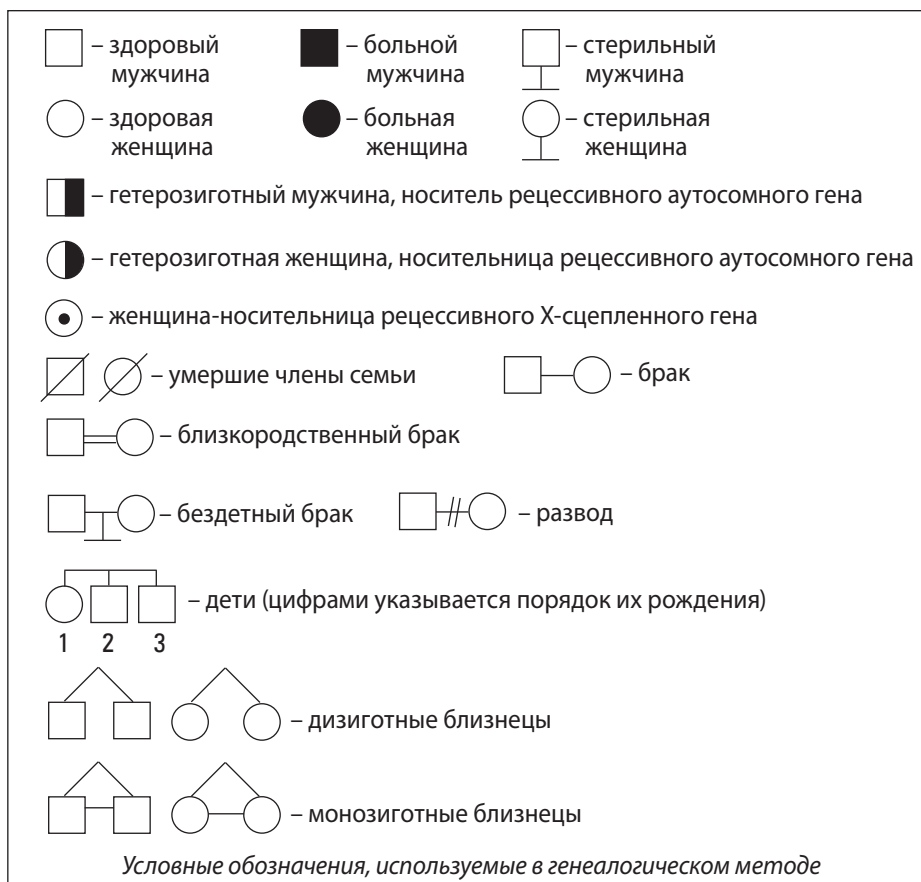 – здоровый – больной – стерильный
мужчина мужчина мужчина
– здоровая – больная – стерильная
женщина женщина женщина
– гетерозиготный мужчина, носитель рецессивного аутосомного гена
– гетерозиготная женщина, носительница рецессивного аутосомного гена
– женщина-носительница рецессивного Х-сцепленного гена
– умершие члены семьи – брак
– близкородственный брак
– бездетный брак – развод
– дети (цифрами указывается порядок их рождения)
1 2 3
– дизиготные близнецы
– монозиготные близнецы
Условные обозначения, используемые в генеалогическом методе